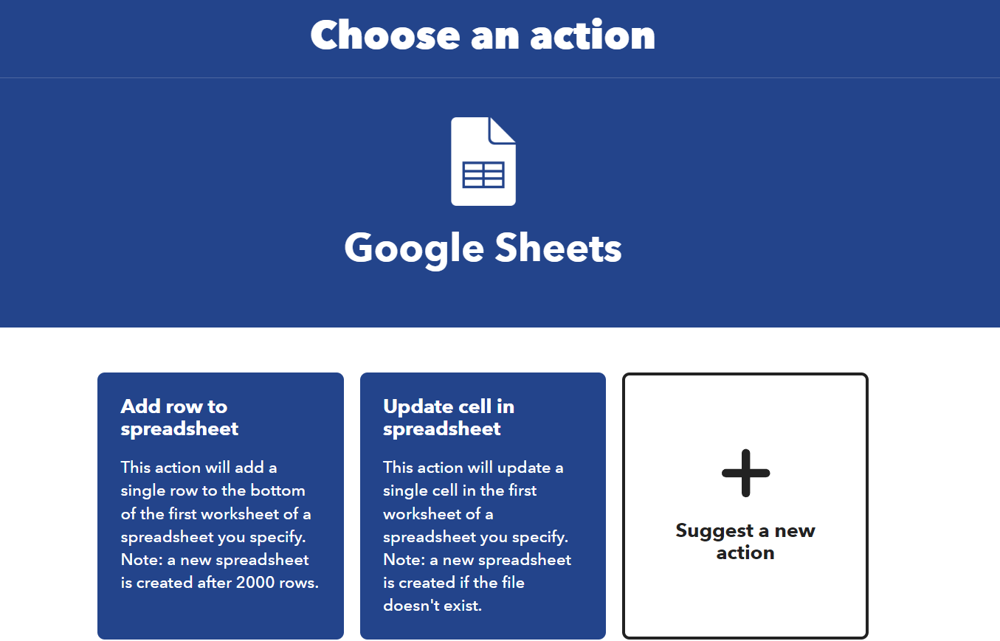 Choose an action
Google Sheets
Add row to
spreadsheet
This action will add a
single row to the bottom
of the first worksheet of a
spreadsheet you specify.
Note: a new spreadsheet
is created after 2000 rows.
Update cell in
spreadsheet
This action will update a
single cell in the first
worksheet of a
spreadsheet you specify.
Note: a new spreadsheet
is created if the file
doesn't exist.
Suggest a new
action